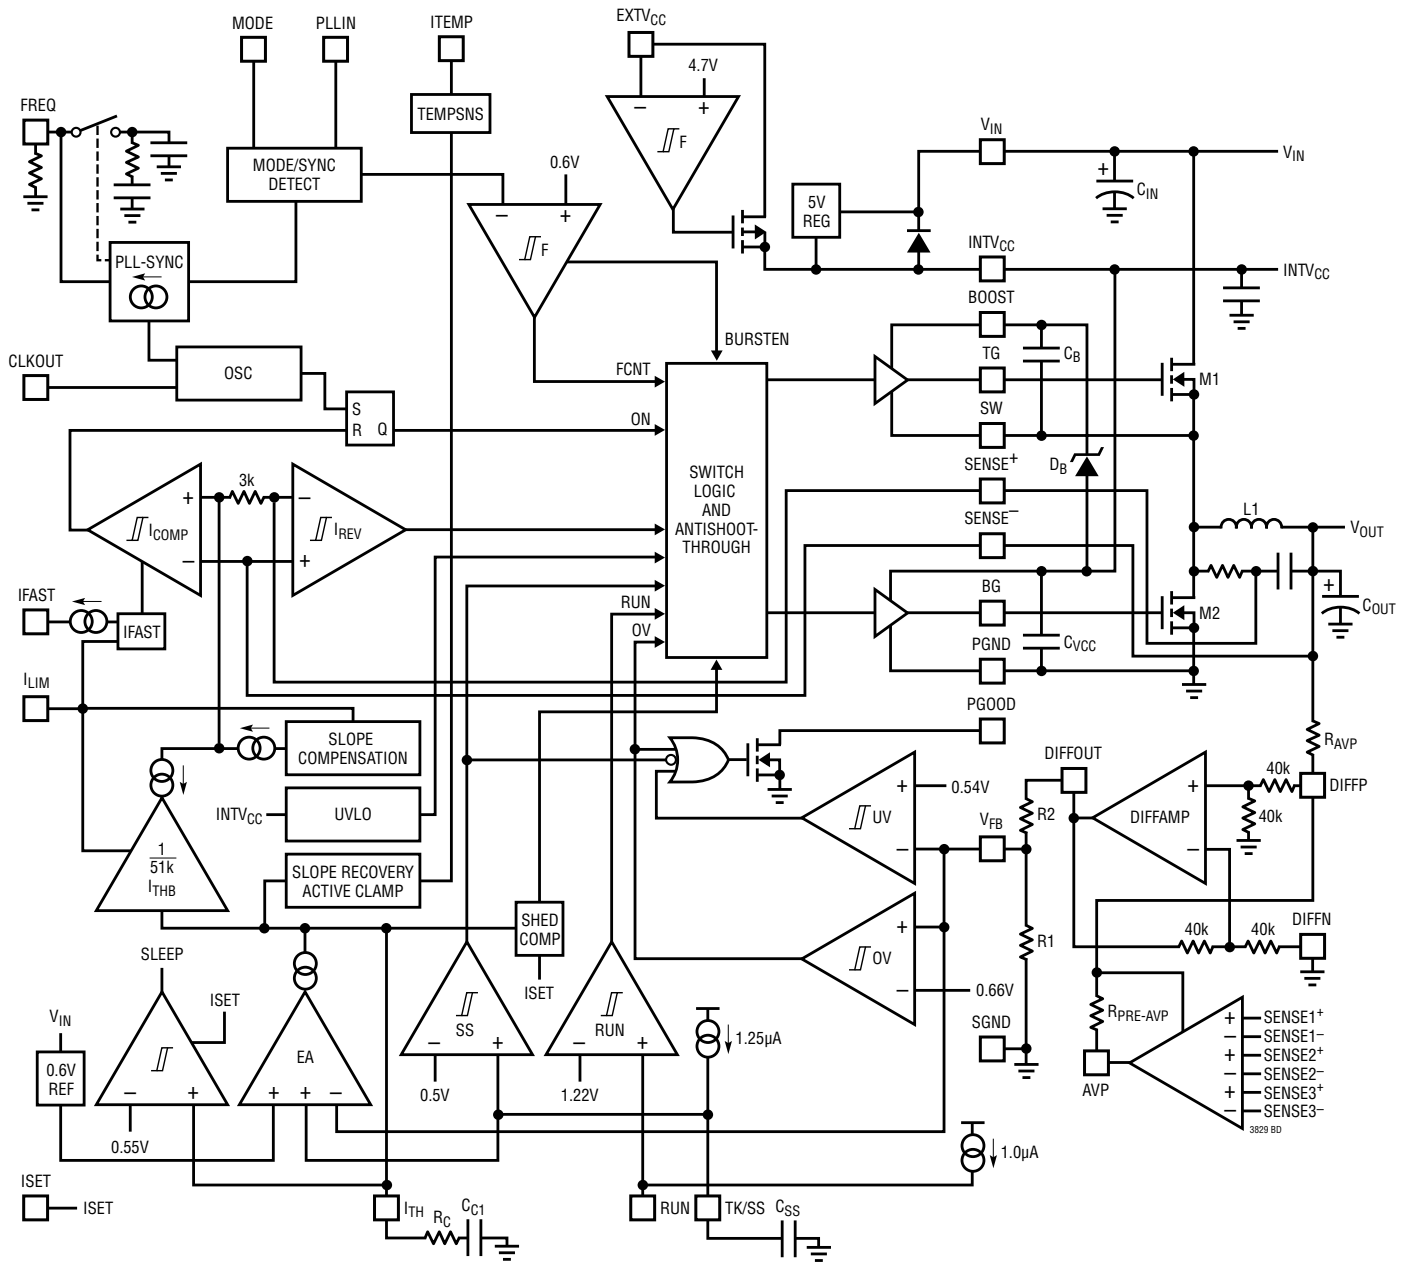 MODE
PLLIN
ITEMP
EXTVCC
4.7V
FREQ
TEMPSNS
VIN
VIN
+
CIN
−
+
F
MODE/SYNC
DETECT
0.6V
5V
REG
−
+
F
PLL-SYNC
INTVCC
INTVCC
BOOST
BURSTEN
TG
CB
CLKOUT
OSC
FCNT
M1
S
R
Q
ON
SW
SENSE+
DB
3k
SWITCH
LOGIC
AND
ANTISHOOT-
THROUGH
+
−
ICOMP
−
+
IREV
SENSE−
L1
VOUT
IFAST
IFAST
RUN
OV
BG
M2
+
COUT
PGND
CVCC
ILIM
SLOPE
COMPENSATION
PGOOD
RAVP
DIFFOUT
40k
DIFFP
INTVCC
UVLO
+
0.54V
UV
−
VFB
R2
+
DIFFAMP
−
40k
1
51k
ITHB
SLOPE RECOVERY
ACTIVE CLAMP
SHED
COMP
ISET
+
OV
−
0.66V
R1
40k
40k
DIFFN
SLEEP
ISET
VIN
0.6V
REF
−
+
0.55V
EA
+
+
−
SS
−
+
0.5V
RUN
−
+
1.22V
1.25µA
SGND
RPRE-AVP
AVP
+
SENSE1+
−
SENSE1−
+
SENSE2+
−
SENSE2−
+
SENSE3+
−
SENSE3−
3829 BD
1.0µA
ISET
ISET
ITH
RC
CC1
RUN
TK/SS
CSS